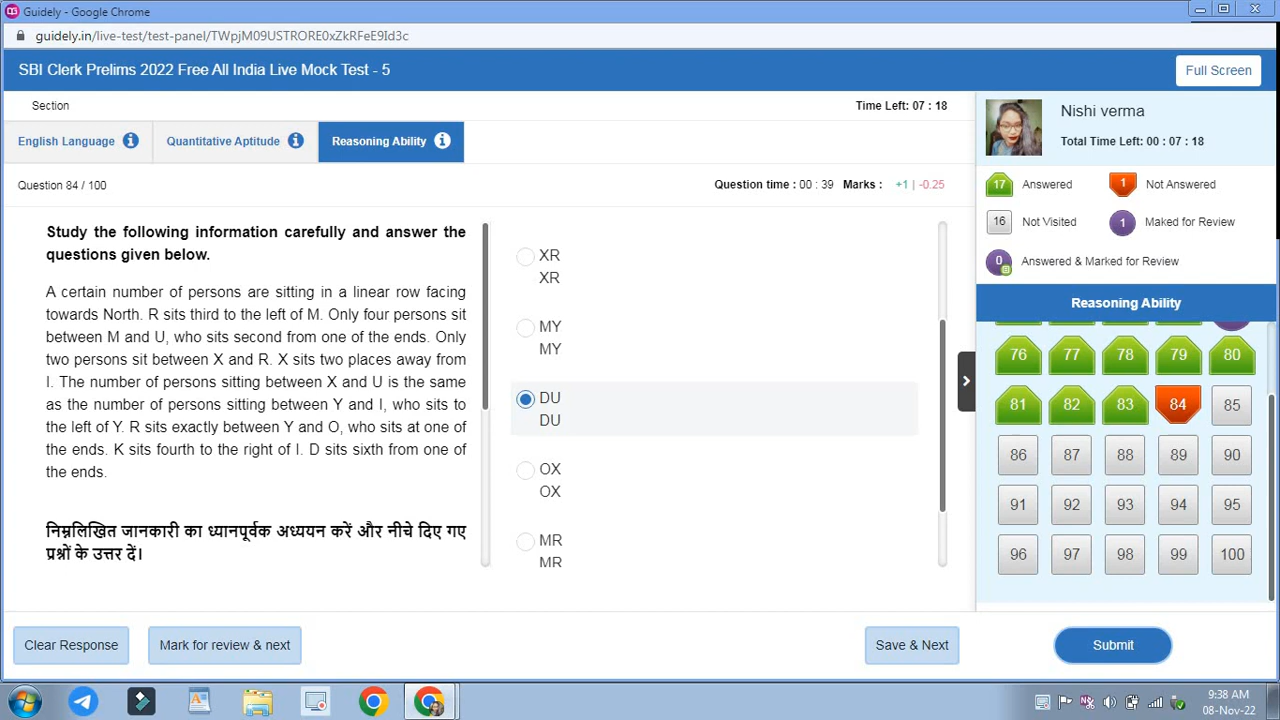 Guidely - Google Chrome
guidely.in/live-test/test-panel/TWpjM09USTRORE0xZkRFeE9Id3c
SBI Clerk Prelims 2022 Free All India Live Mock Test - 5
Full Screen
Section
Time Left: 07 : 18
English Language i
Quantitative Aptitude i
Reasoning Ability i
Nishi verma
Total Time Left: 00 : 07 : 18
Question 84 / 100
Question time : 00 : 39 Marks : +1 | -0.25
17 Answered
1 Not Answered
16 Not Visited
1 Maked for Review
0 Answered & Marked for Review
Study the following information carefully and answer the
questions given below.
A certain number of persons are sitting in a linear row facing
towards North. R sits third to the left of M. Only four persons sit
between M and U, who sits second from one of the ends. Only
two persons sit between X and R. X sits two places away from
I. The number of persons sitting between X and U is the same
as the number of persons sitting between Y and I, who sits to
the left of Y. R sits exactly between Y and O, who sits at one of
the ends. K sits fourth to the right of I. D sits sixth from one of
the ends.
निम्नलिखित जानकारी का ध्यानपूर्वक अध्ययन करें और नीचे दिए गए
प्रश्नों के उत्तर दें।
XR
XR
MY
MY
DU
DU
OX
OX
MR
MR
Reasoning Ability
76 77 78 79 80
81 82 83 84 85
86 87 88 89 90
91 92 93 94 95
96 97 98 99 100
Clear Response
Mark for review & next
Save & Next
Submit
9:38 AM
08-Nov-22